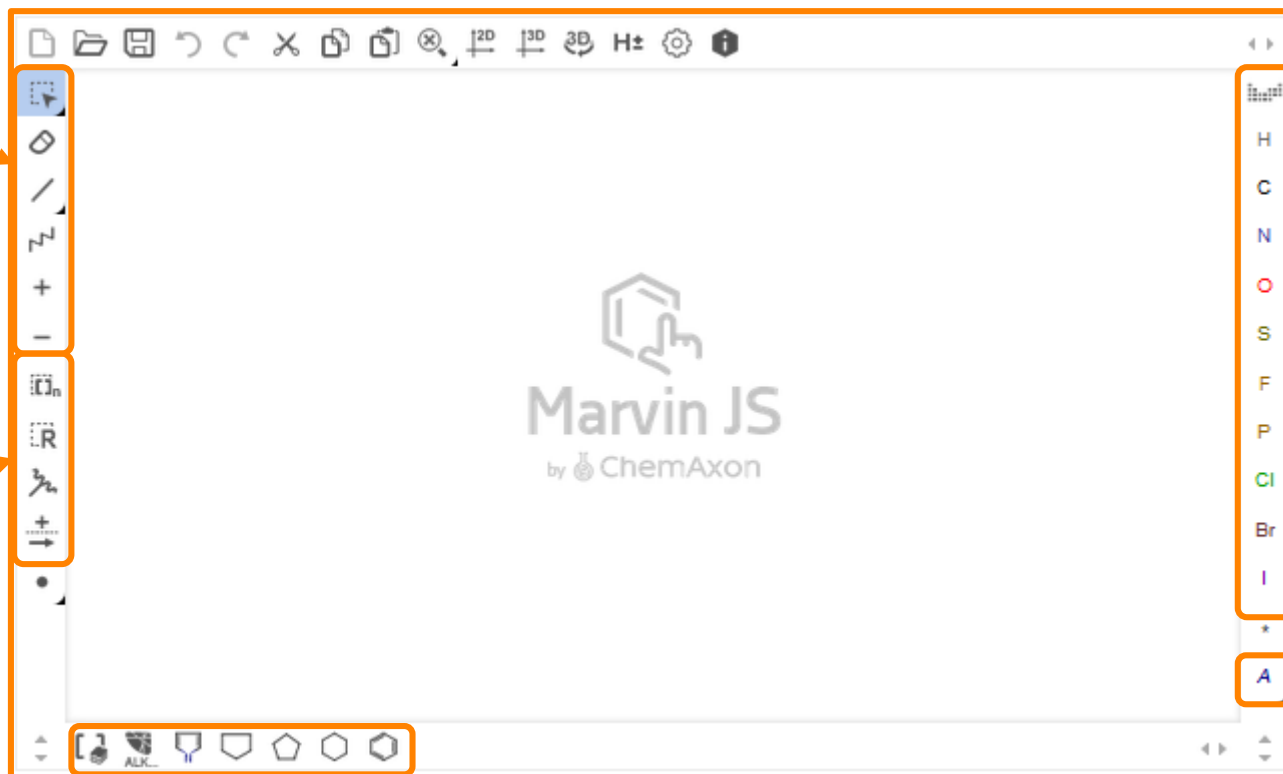 2D 3D 3D H±
H
C
N
O
S
F
P
Cl
Br
I
*
A
[]n
R
Marvin JS
by ChemAxon
ALK...